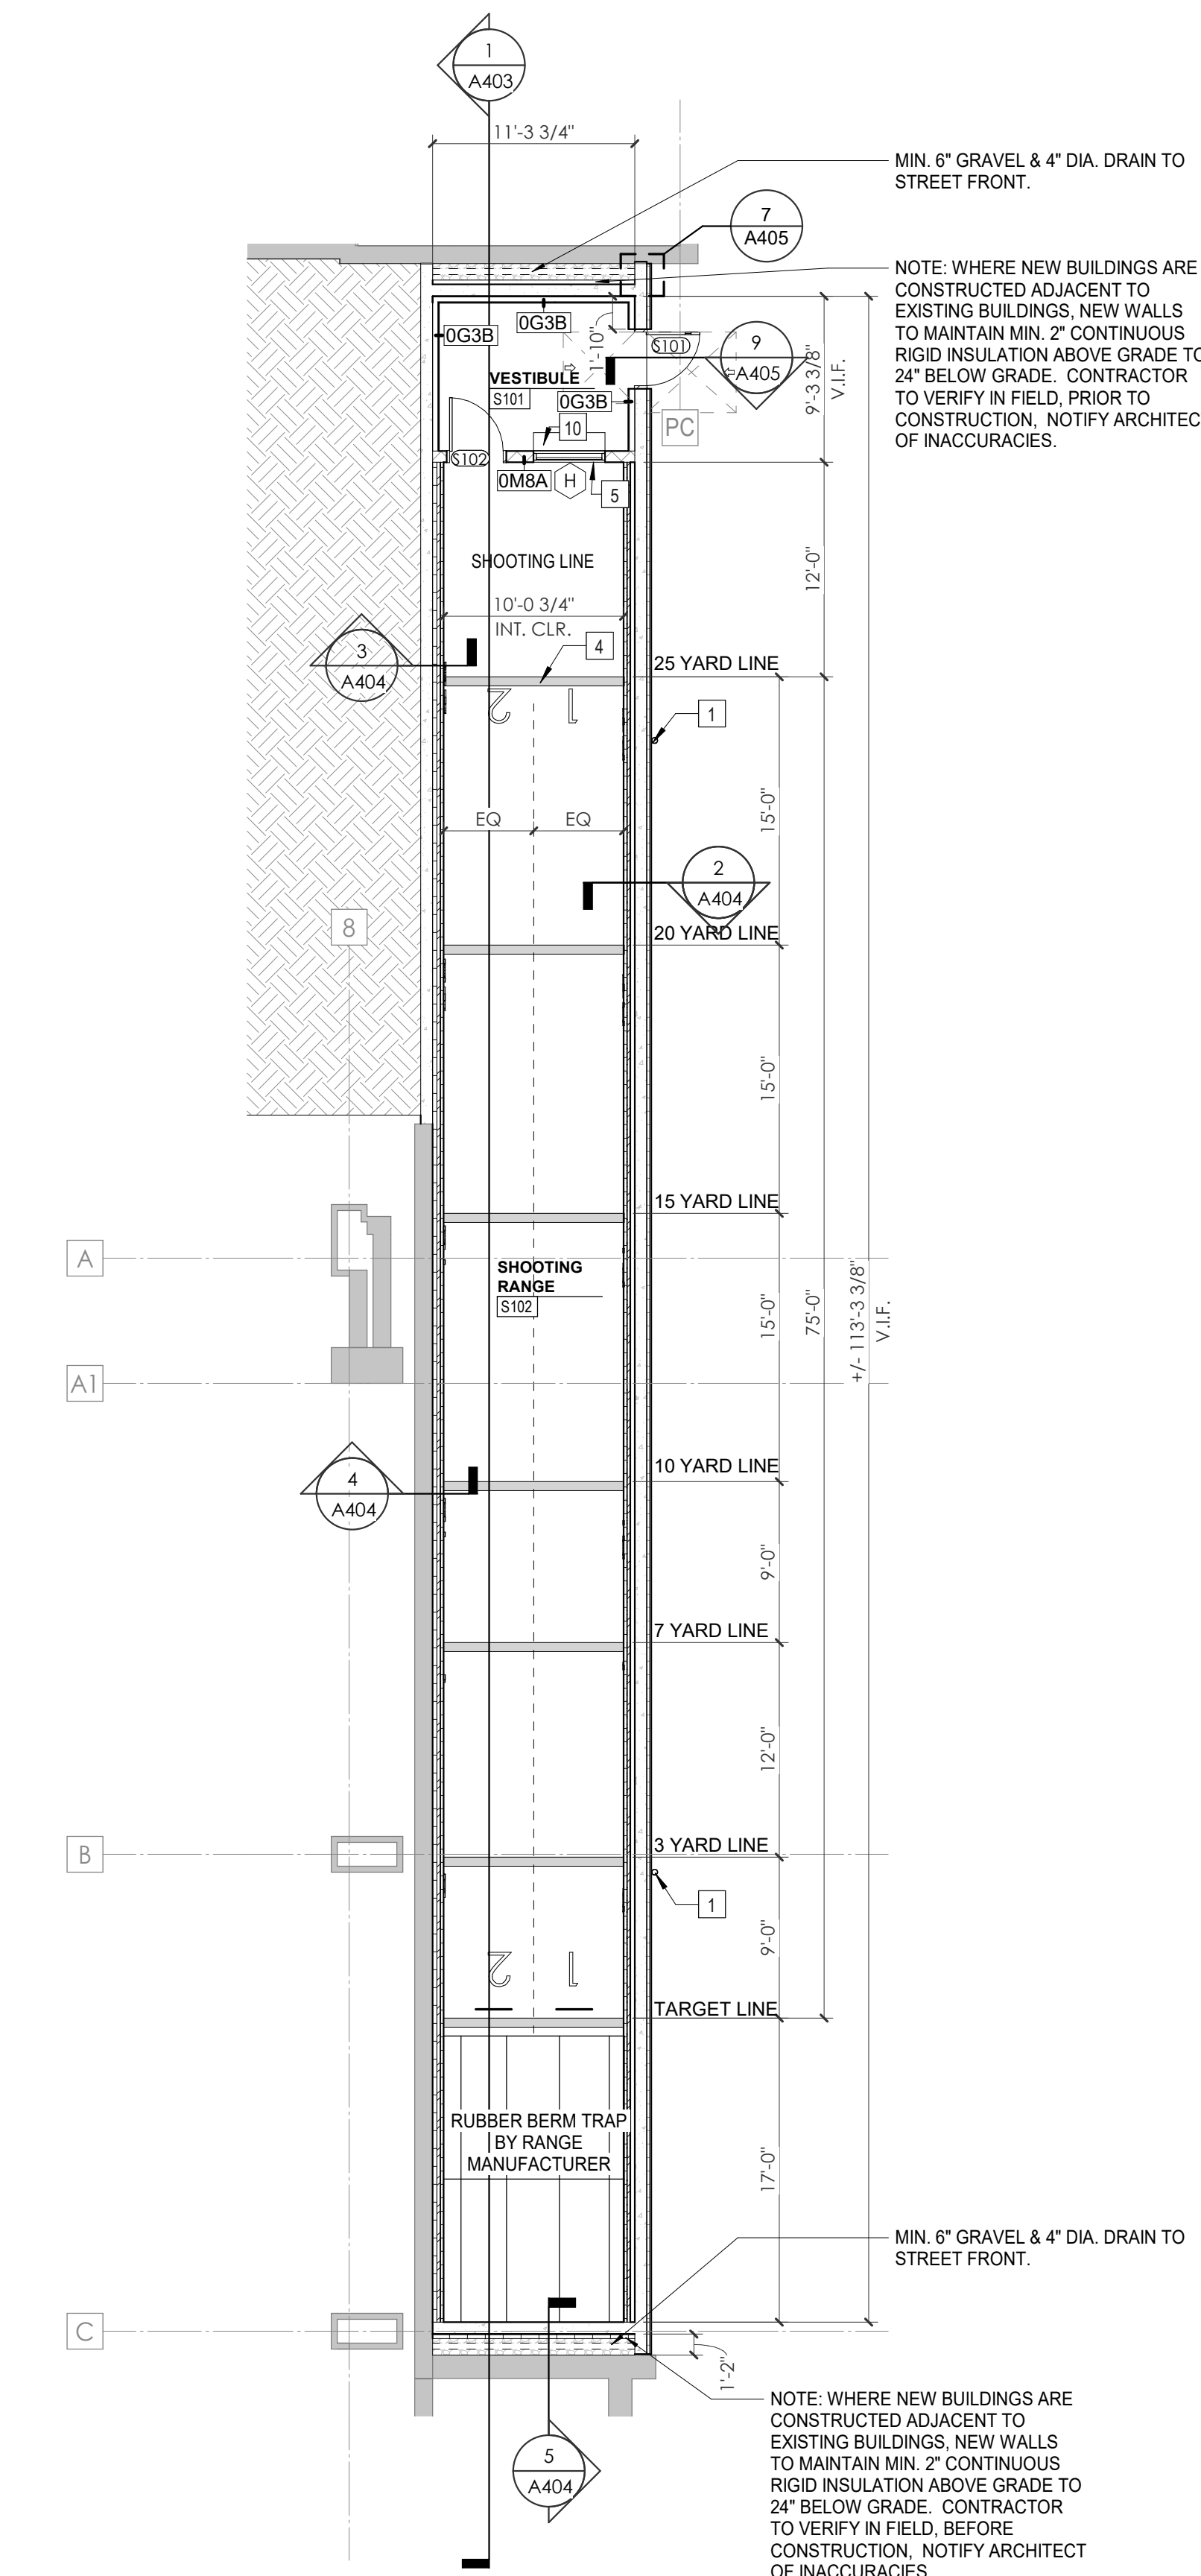 1
A403
11'-3 3/4"
MIN. 6" GRAVEL & 4" DIA. DRAIN TO
STREET FRONT.
7
A405
NOTE: WHERE NEW BUILDINGS ARE
CONSTRUCTED ADJACENT TO
EXISTING BUILDINGS, NEW WALLS
TO MAINTAIN MIN. 2" CONTINUOUS
RIGID INSULATION ABOVE GRADE TO
24" BELOW GRADE. CONTRACTOR
TO VERIFY IN FIELD, PRIOR TO
CONSTRUCTION, NOTIFY ARCHITEC
OF INACCURACIES.
0G3B
0G3B
1'-10"
S101
9
A405
9'-3 3/8"
V.I.F.
VESTIBULE
S101
0G3B
10
PC
S102
0M8A
H
5
SHOOTING LINE
12'-0"
10'-0 3/4"
INT. CLR.
4
3
A404
25 YARD LINE
2
1
1
15'-0"
EQ
EQ
2
A404
8
20 YARD LINE
15'-0"
15 YARD LINE
A
SHOOTING
RANGE
S102
15'-0"
75'-0"
+/- 113'-3 3/8"
V.I.F.
A1
10 YARD LINE
4
A404
9'-0"
7 YARD LINE
12'-0"
B
3 YARD LINE
1
9'-0"
2
1
TARGET LINE
RUBBER BERM TRAP
BY RANGE
MANUFACTURER
17'-0"
MIN. 6" GRAVEL & 4" DIA. DRAIN TO
STREET FRONT.
C
1'-2"
NOTE: WHERE NEW BUILDINGS ARE
CONSTRUCTED ADJACENT TO
EXISTING BUILDINGS, NEW WALLS
TO MAINTAIN MIN. 2" CONTINUOUS
RIGID INSULATION ABOVE GRADE TO
24" BELOW GRADE. CONTRACTOR
TO VERIFY IN FIELD, BEFORE
CONSTRUCTION, NOTIFY ARCHITECT
OF INACCURACIES
5
A404